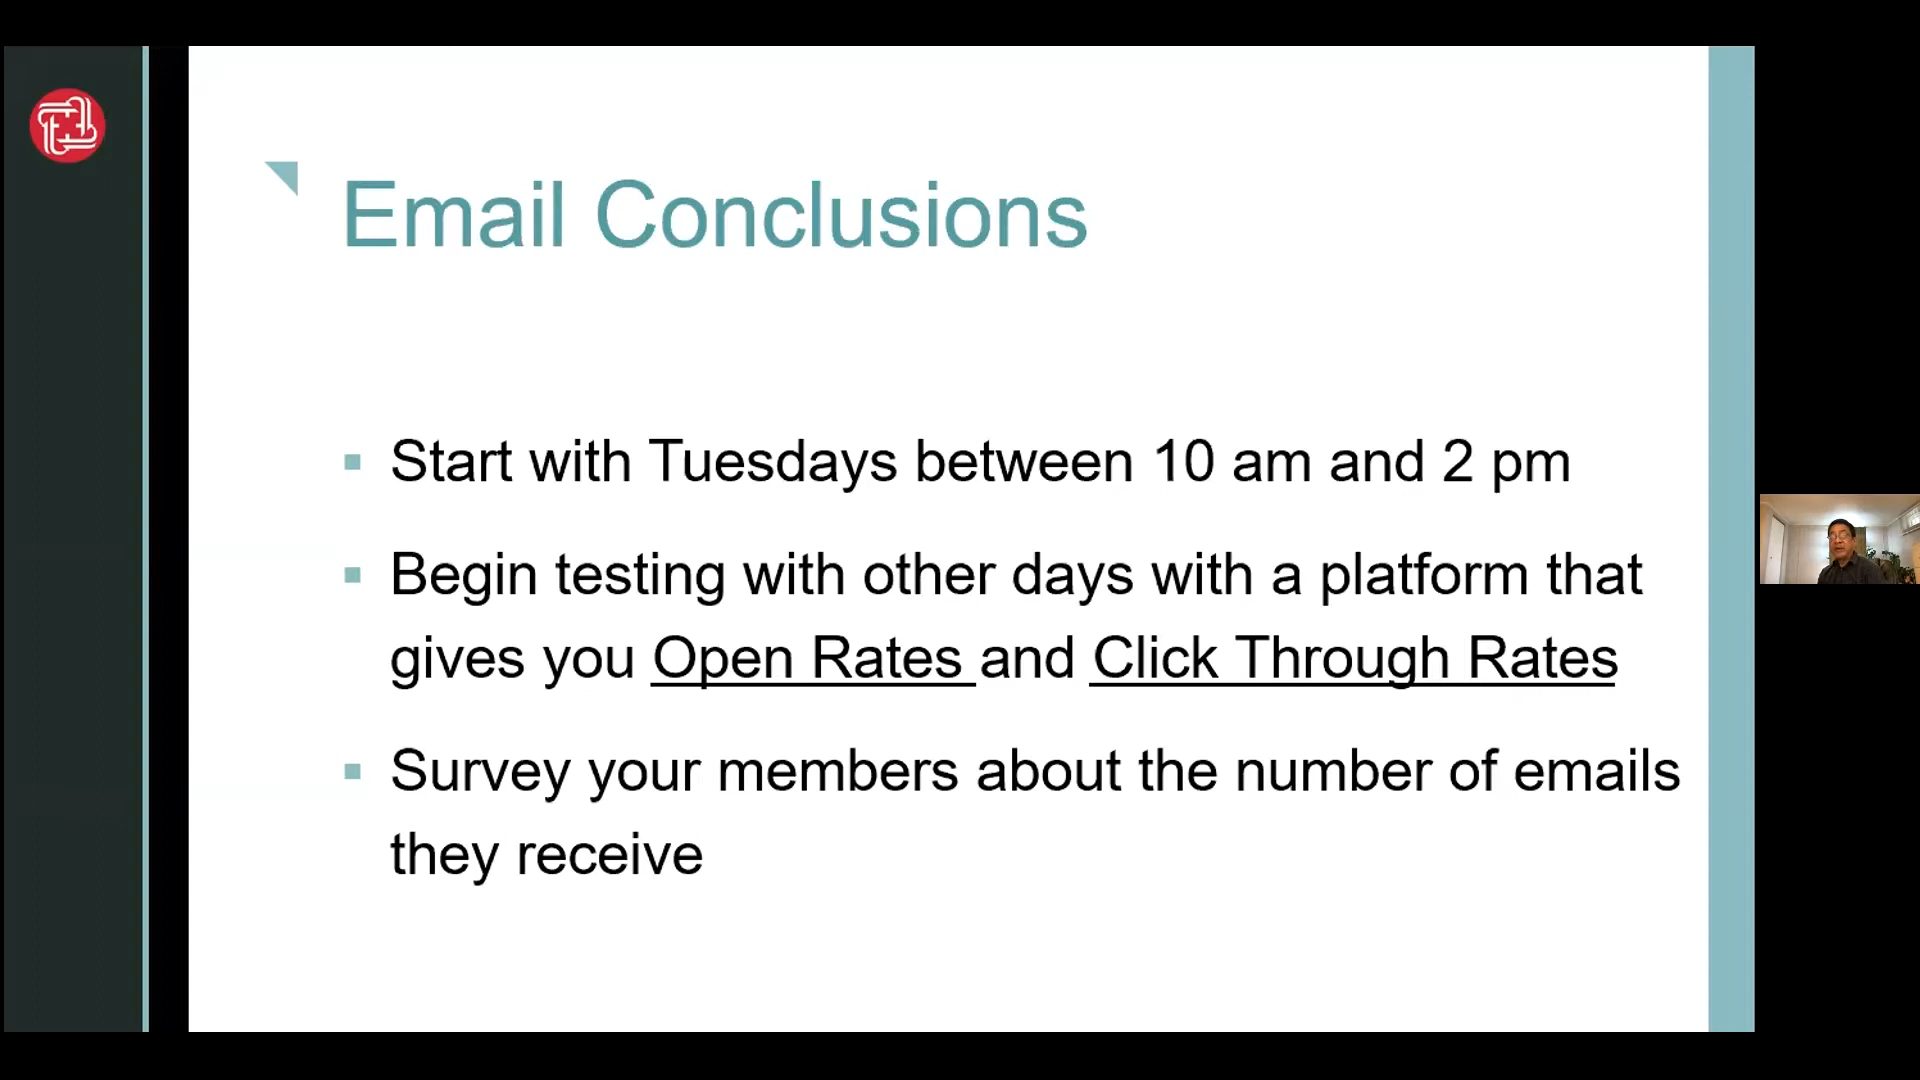 Email Conclusions
Start with Tuesdays between 10 am and 2 pm
Begin testing with other days with a platform that
gives you Open Rates and Click Through Rates
Survey your members about the number of emails
they receive